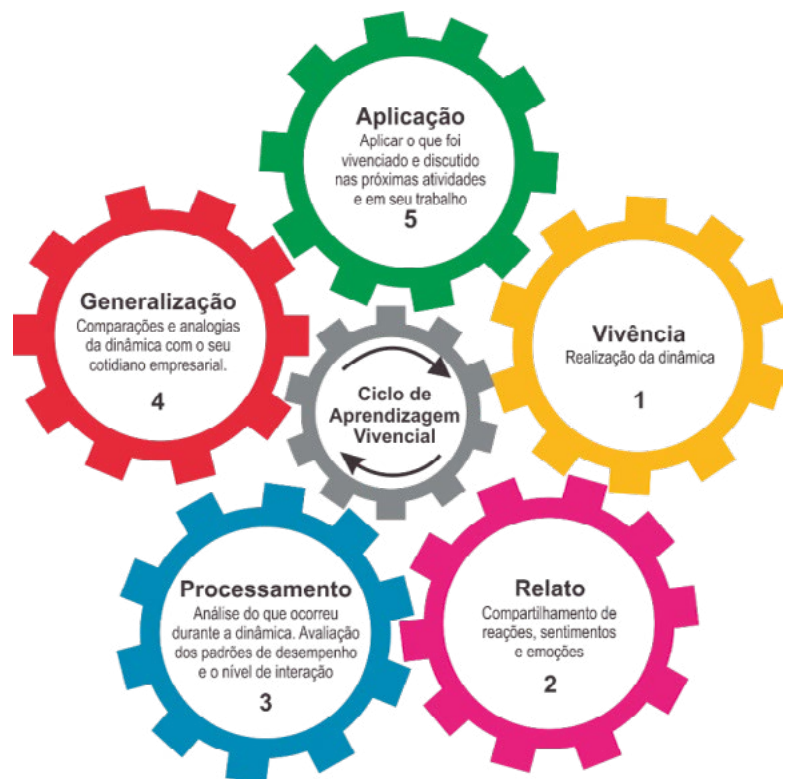 Aplicação
Aplicar o que foi
vivenciado e discutido
nas próximas atividades
e em seu trabalho
5
Generalização
Comparações e analogias
da dinâmica com o seu
cotidiano empresarial.
4
Vivência
Realização da dinâmica
1
Ciclo de
Aprendizagem
Vivencial
Processamento
Análise do que ocorreu
durante a dinâmica. Avaliação
dos padrões de desempenho
e o nível de interação
3
Relato
Compartilhamento de
reações, sentimentos
e emoções
2